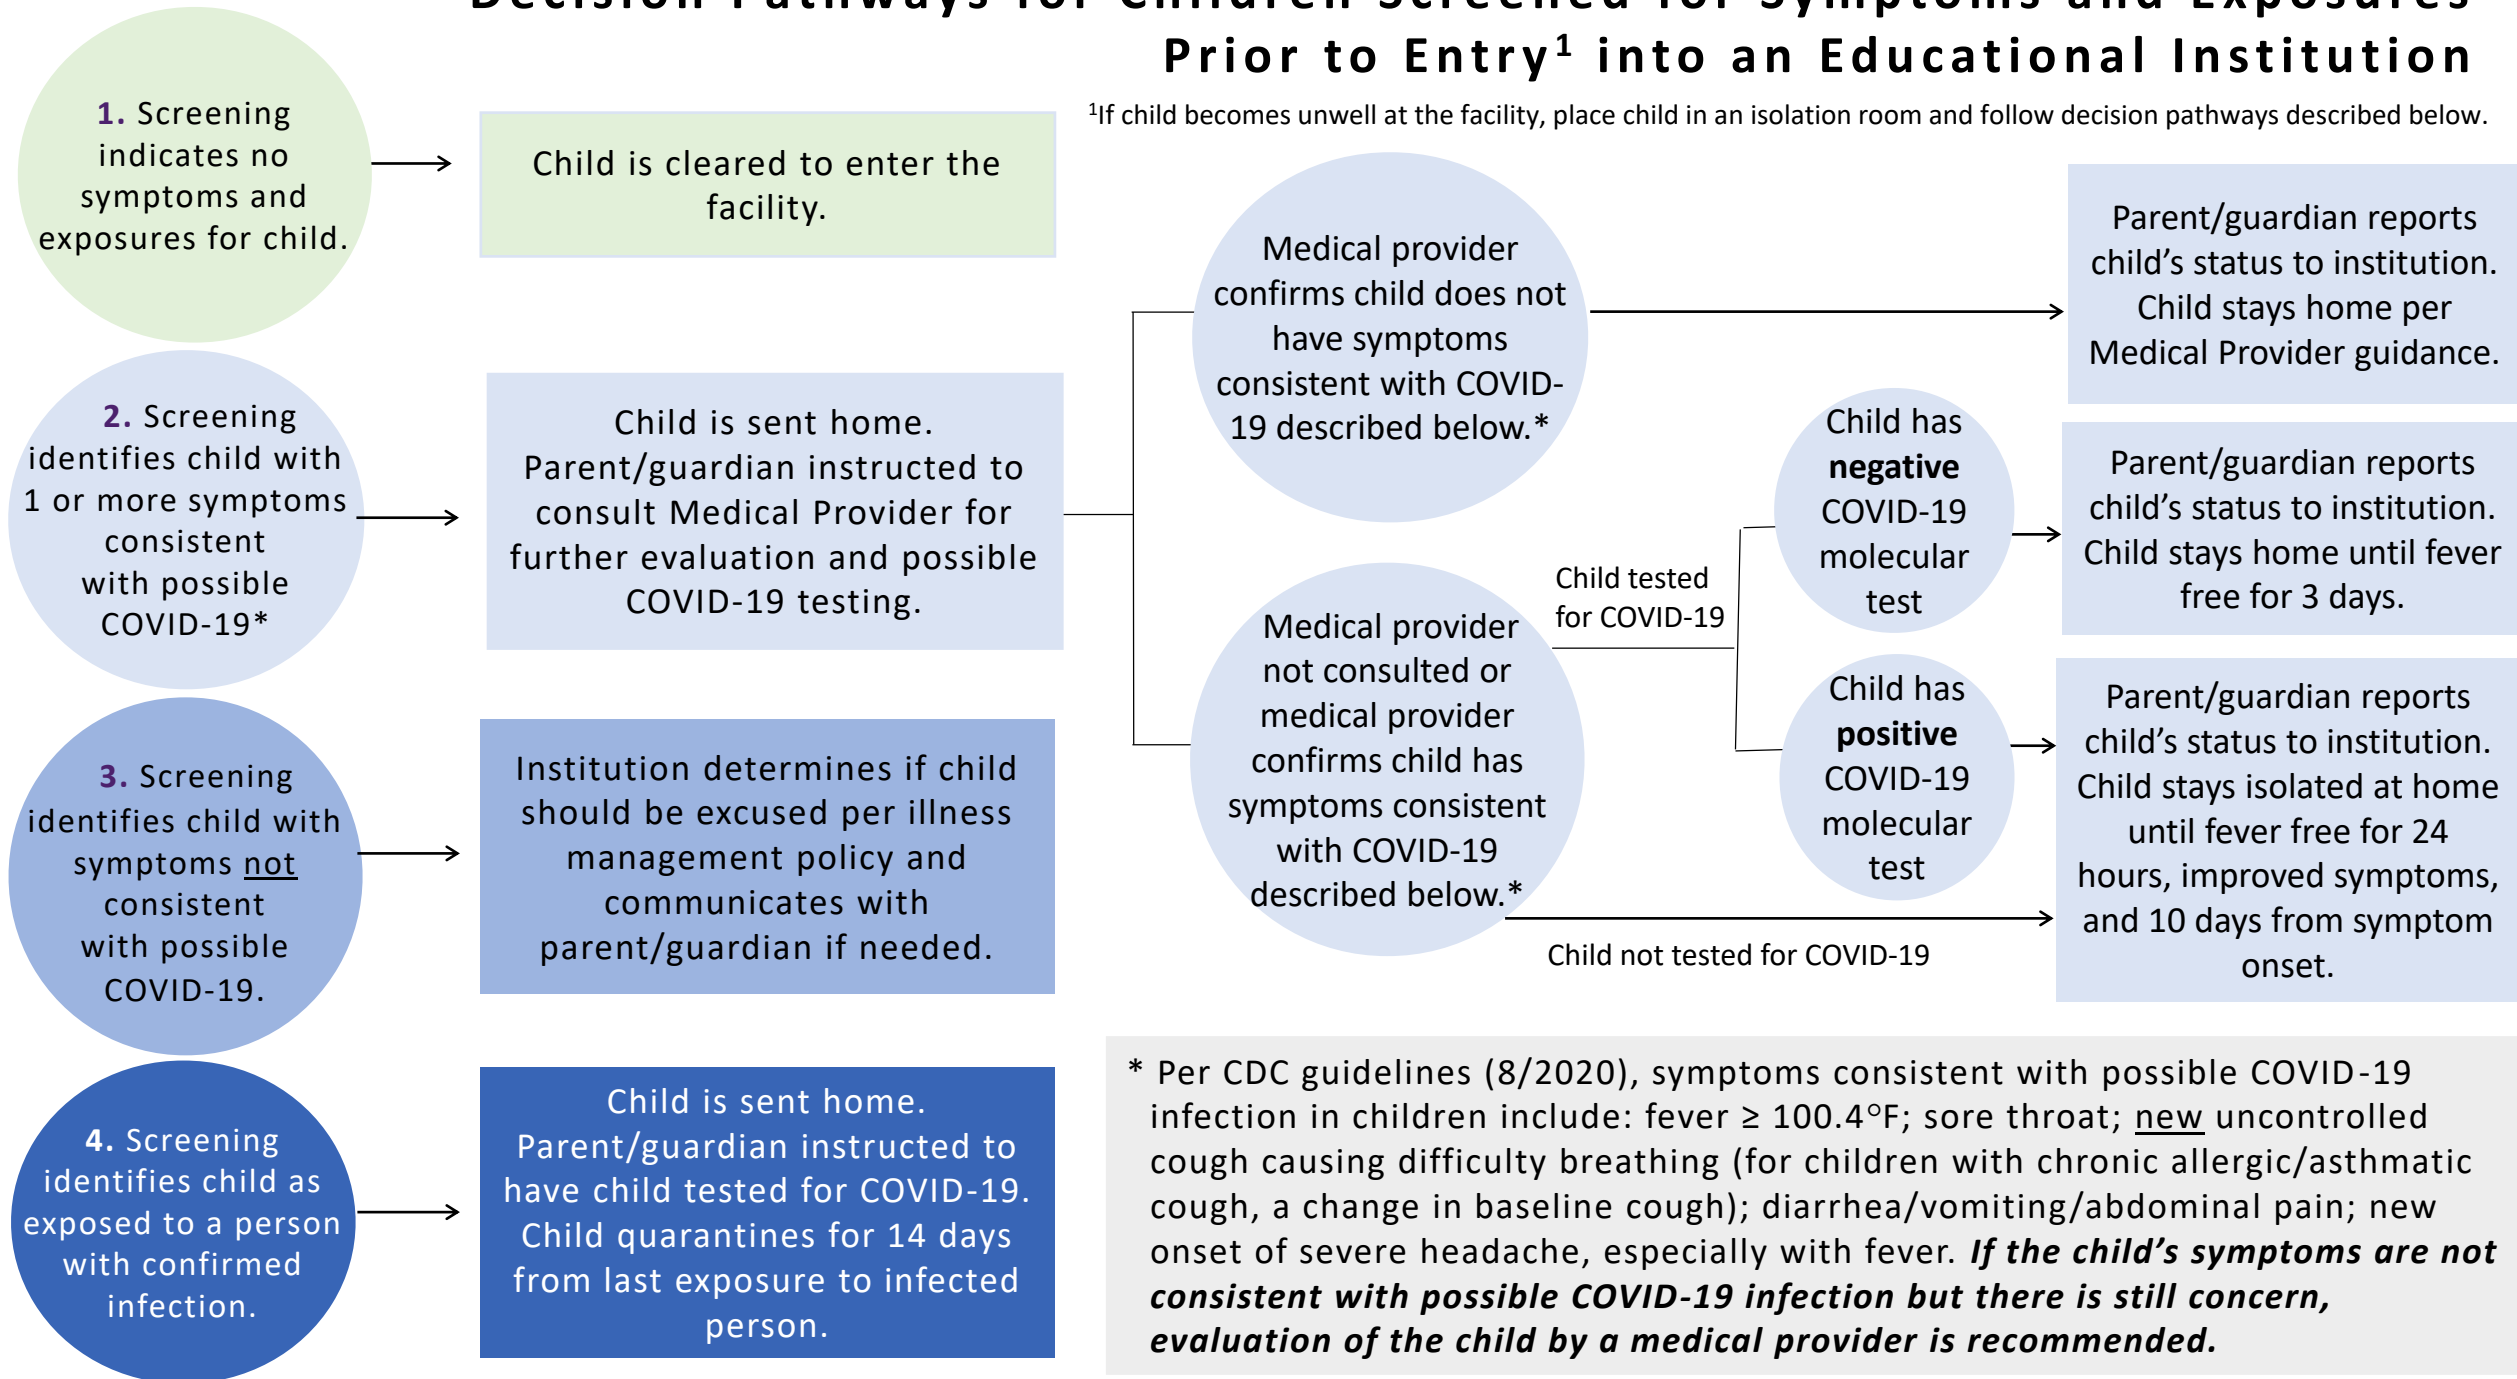 Decision Pathways for Children Screened for Symptoms and Exposures
Prior to Entry¹ into an Educational Institution
¹If child becomes unwell at the facility, place child in an isolation room and follow decision pathways described below.
1. Screening
indicates no
symptoms and
exposures for child.
Child is cleared to enter the
facility.
2. Screening
identifies child with
1 or more symptoms
consistent
with possible
COVID-19*
Child is sent home.
Parent/guardian instructed to
consult Medical Provider for
further evaluation and possible
COVID-19 testing.
Medical provider
confirms child does not
have symptoms
consistent with COVID-
19 described below.*
Parent/guardian reports
child’s status to institution.
Child stays home per
Medical Provider guidance.
Medical provider
not consulted or
medical provider
confirms child has
symptoms consistent
with COVID-19
described below.*
Child tested
for COVID-19
Child has
negative
COVID-19
molecular
test
Parent/guardian reports
child’s status to institution.
Child stays home until fever
free for 3 days.
Child has
positive
COVID-19
molecular
test
Parent/guardian reports
child’s status to institution.
Child stays isolated at home
until fever free for 24
hours, improved symptoms,
and 10 days from symptom
onset.
Child not tested for COVID-19
3. Screening
identifies child with
symptoms not
consistent
with possible
COVID-19.
Institution determines if child
should be excused per illness
management policy and
communicates with
parent/guardian if needed.
4. Screening
identifies child as
exposed to a person
with confirmed
infection.
Child is sent home.
Parent/guardian instructed to
have child tested for COVID-19.
Child quarantines for 14 days
from last exposure to infected
person.
* Per CDC guidelines (8/2020), symptoms consistent with possible COVID-19
infection in children include: fever ≥ 100.4°F; sore throat; new uncontrolled
cough causing difficulty breathing (for children with chronic allergic/asthmatic
cough, a change in baseline cough); diarrhea/vomiting/abdominal pain; new
onset of severe headache, especially with fever. If the child’s symptoms are not
consistent with possible COVID-19 infection but there is still concern,
evaluation of the child by a medical provider is recommended.